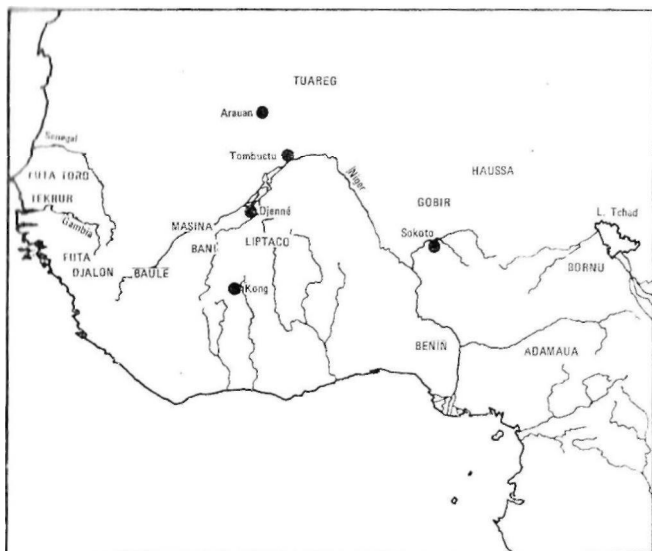 TUAREG
Arauan
Senegal
Tombuctu
Niger
HAUSSA
FUTA TORO
TEKRUR
GOBIR
Djenné
L. Tchad
Gambia
MASINA
Sokoto
BANI
LIPTACO
FUTA
DJALON
BAULE
BORNU
Kong
BENIN
ADAMAUA